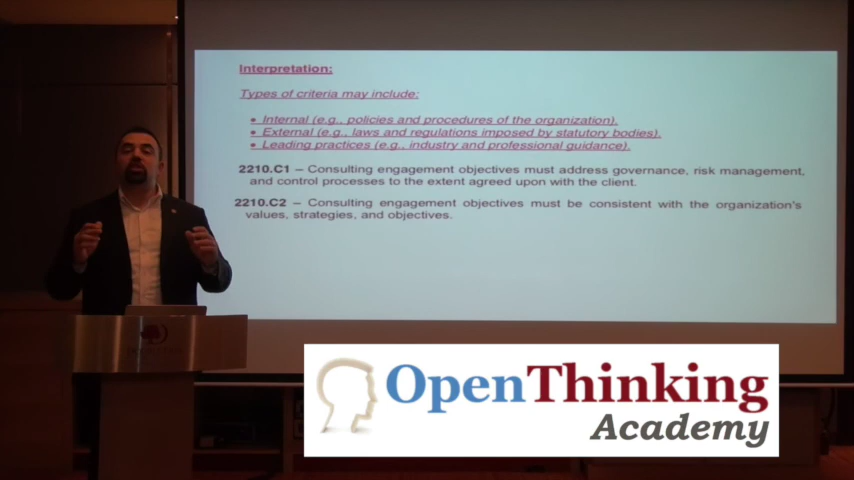 Interpretation:
Types of criteria may include:
• Internal (e.g., policies and procedures of the organization).
• External (e.g., laws and regulations imposed by statutory bodies).
• Leading practices (e.g., industry and professional guidance).
2210.C1 – Consulting engagement objectives must address governance, risk management,
and control processes to the extent agreed upon with the client.
2210.C2 – Consulting engagement objectives must be consistent with the organization's
values, strategies, and objectives.
OpenThinking
Academy